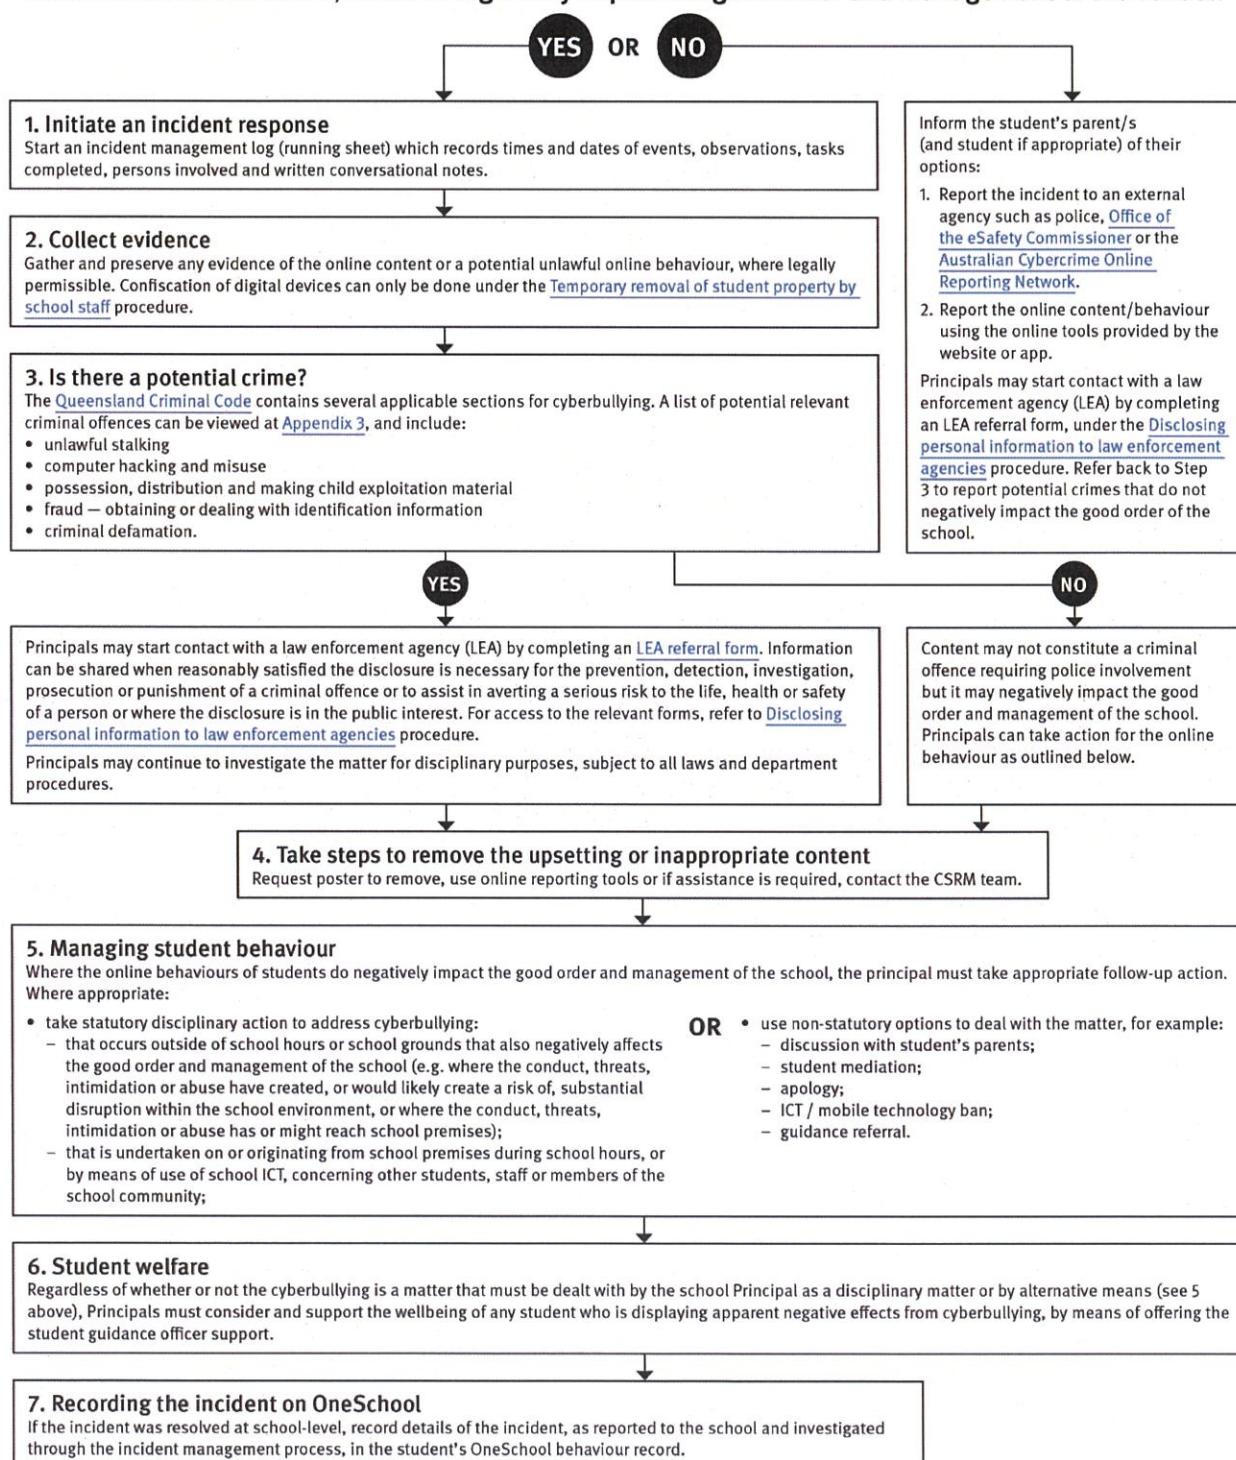 YES OR NO
1. Initiate an incident response
Start an incident management log (running sheet) which records times and dates of events, observations, tasks
completed, persons involved and written conversational notes.
2. Collect evidence
Gather and preserve any evidence of the online content or a potential unlawful online behaviour, where legally
permissible. Confiscation of digital devices can only be done under the Temporary removal of student property by
school staff procedure.
3. Is there a potential crime?
The Queensland Criminal Code contains several applicable sections for cyberbullying. A list of potential relevant
criminal offences can be viewed at Appendix 3, and include:
• unlawful stalking
• computer hacking and misuse
• possession, distribution and making child exploitation material
• fraud — obtaining or dealing with identification information
• criminal defamation.
Inform the student's parent/s
(and student if appropriate) of their
options:
1. Report the incident to an external
agency such as police, Office of
the eSafety Commissioner or the
Australian Cybercrime Online
Reporting Network.
2. Report the online content/behaviour
using the online tools provided by the
website or app.
Principals may start contact with a law
enforcement agency (LEA) by completing
an LEA referral form, under the Disclosing
personal information to law enforcement
agencies procedure. Refer back to Step
3 to report potential crimes that do not
negatively impact the good order of the
school.
YES
NO
Principals may start contact with a law enforcement agency (LEA) by completing an LEA referral form. Information
can be shared when reasonably satisfied the disclosure is necessary for the prevention, detection, investigation,
prosecution or punishment of a criminal offence or to assist in averting a serious risk to the life, health or safety
of a person or where the disclosure is in the public interest. For access to the relevant forms, refer to Disclosing
personal information to law enforcement agencies procedure.
Principals may continue to investigate the matter for disciplinary purposes, subject to all laws and department
procedures.
Content may not constitute a criminal
offence requiring police involvement
but it may negatively impact the good
order and management of the school.
Principals can take action for the online
behaviour as outlined below.
4. Take steps to remove the upsetting or inappropriate content
Request poster to remove, use online reporting tools or if assistance is required, contact the CSRM team.
5. Managing student behaviour
Where the online behaviours of students do negatively impact the good order and management of the school, the principal must take appropriate follow-up action.
Where appropriate:
• take statutory disciplinary action to address cyberbullying:
– that occurs outside of school hours or school grounds that also negatively affects
the good order and management of the school (e.g. where the conduct, threats,
intimidation or abuse have created, or would likely create a risk of, substantial
disruption within the school environment, or where the conduct, threats,
intimidation or abuse has or might reach school premises);
– that is undertaken on or originating from school premises during school hours, or
by means of use of school ICT, concerning other students, staff or members of the
school community;
OR
• use non-statutory options to deal with the matter, for example:
– discussion with student's parents;
– student mediation;
– apology;
– ICT / mobile technology ban;
– guidance referral.
6. Student welfare
Regardless of whether or not the cyberbullying is a matter that must be dealt with by the school Principal as a disciplinary matter or by alternative means (see 5
above), Principals must consider and support the wellbeing of any student who is displaying apparent negative effects from cyberbullying, by means of offering the
student guidance officer support.
7. Recording the incident on OneSchool
If the incident was resolved at school-level, record details of the incident, as reported to the school and investigated
through the incident management process, in the student's OneSchool behaviour record.